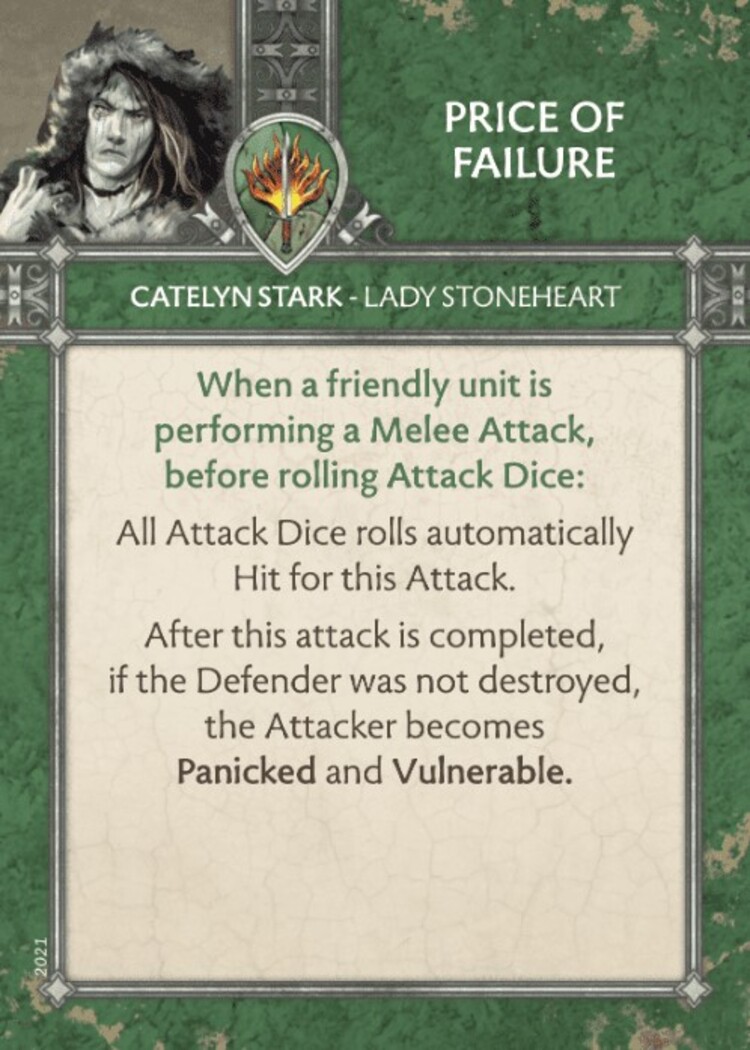 PRICE OF
FAILURE
CATELYN STARK - LADY STONEHEART
When a friendly unit is
performing a Melee Attack,
before rolling Attack Dice:
All Attack Dice rolls automatically
Hit for this Attack.
After this attack is completed,
if the Defender was not destroyed,
the Attacker becomes
Panicked and Vulnerable.
2021